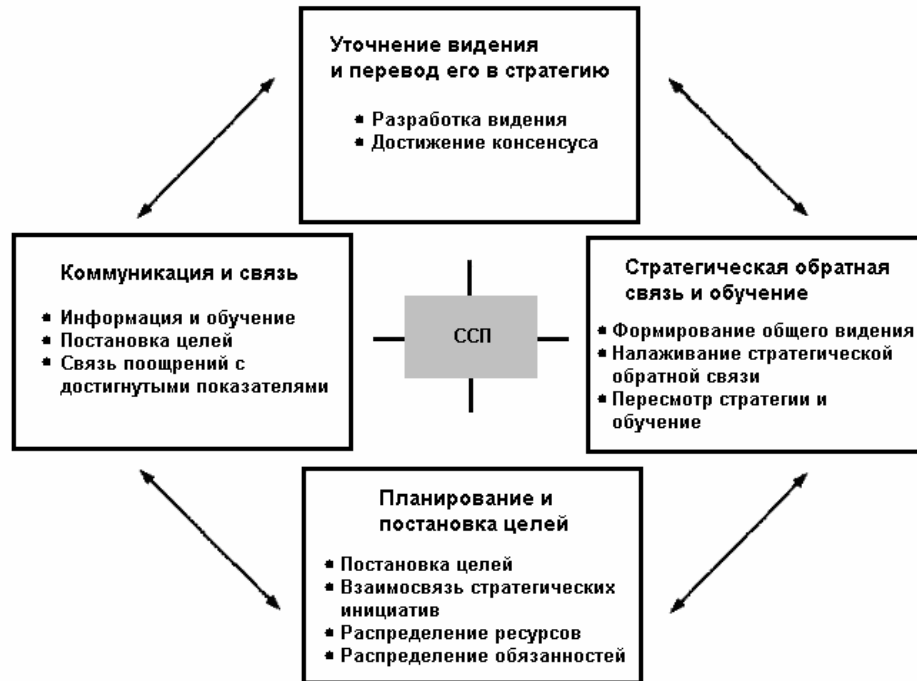 Уточнение видения
и перевод его в стратегию
• Разработка видения
• Достижение консенсуса
Коммуникация и связь
• Информация и обучение
• Постановка целей
• Связь поощрений с
достигнутыми показателями
ССП
Стратегическая обратная
связь и обучение
• Формирование общего видения
• Налаживание стратегической
обратной связи
• Пересмотр стратегии и
обучение
Планирование и
постановка целей
• Постановка целей
• Взаимосвязь стратегических
инициатив
• Распределение ресурсов
• Распределение обязанностей